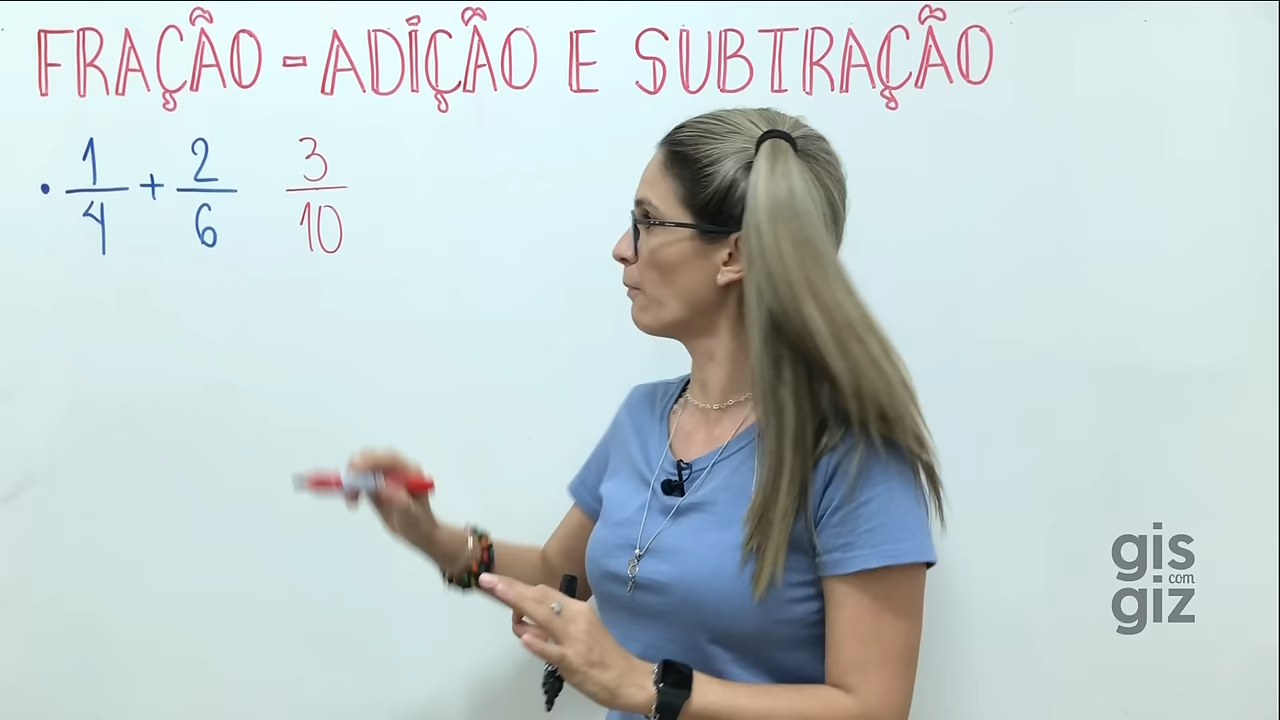 FRAÇÃO - ADIÇÃO E SUBTRAÇÃO
• 1/4 + 2/6 3/10
gis
com
giz